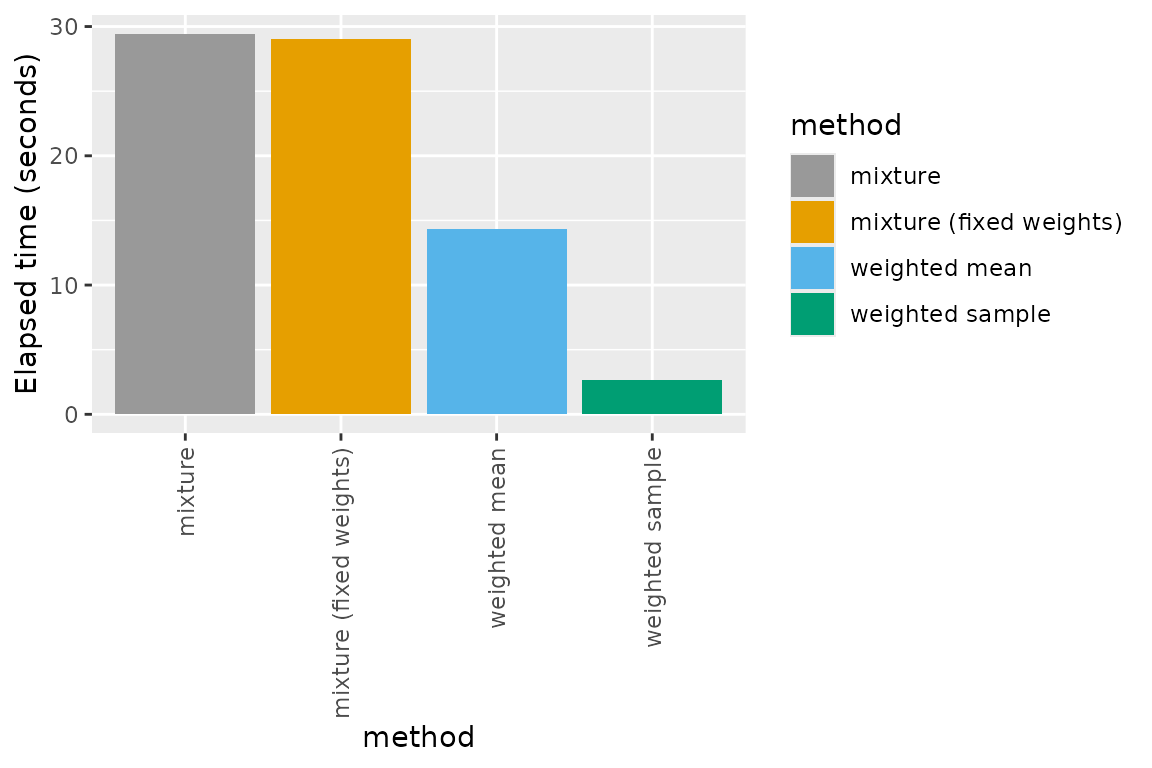 Elapsed time (seconds)
30
20
10
0
mixture
mixture (fixed weights)
weighted mean
weighted sample
method
method
mixture
mixture (fixed weights)
weighted mean
weighted sample